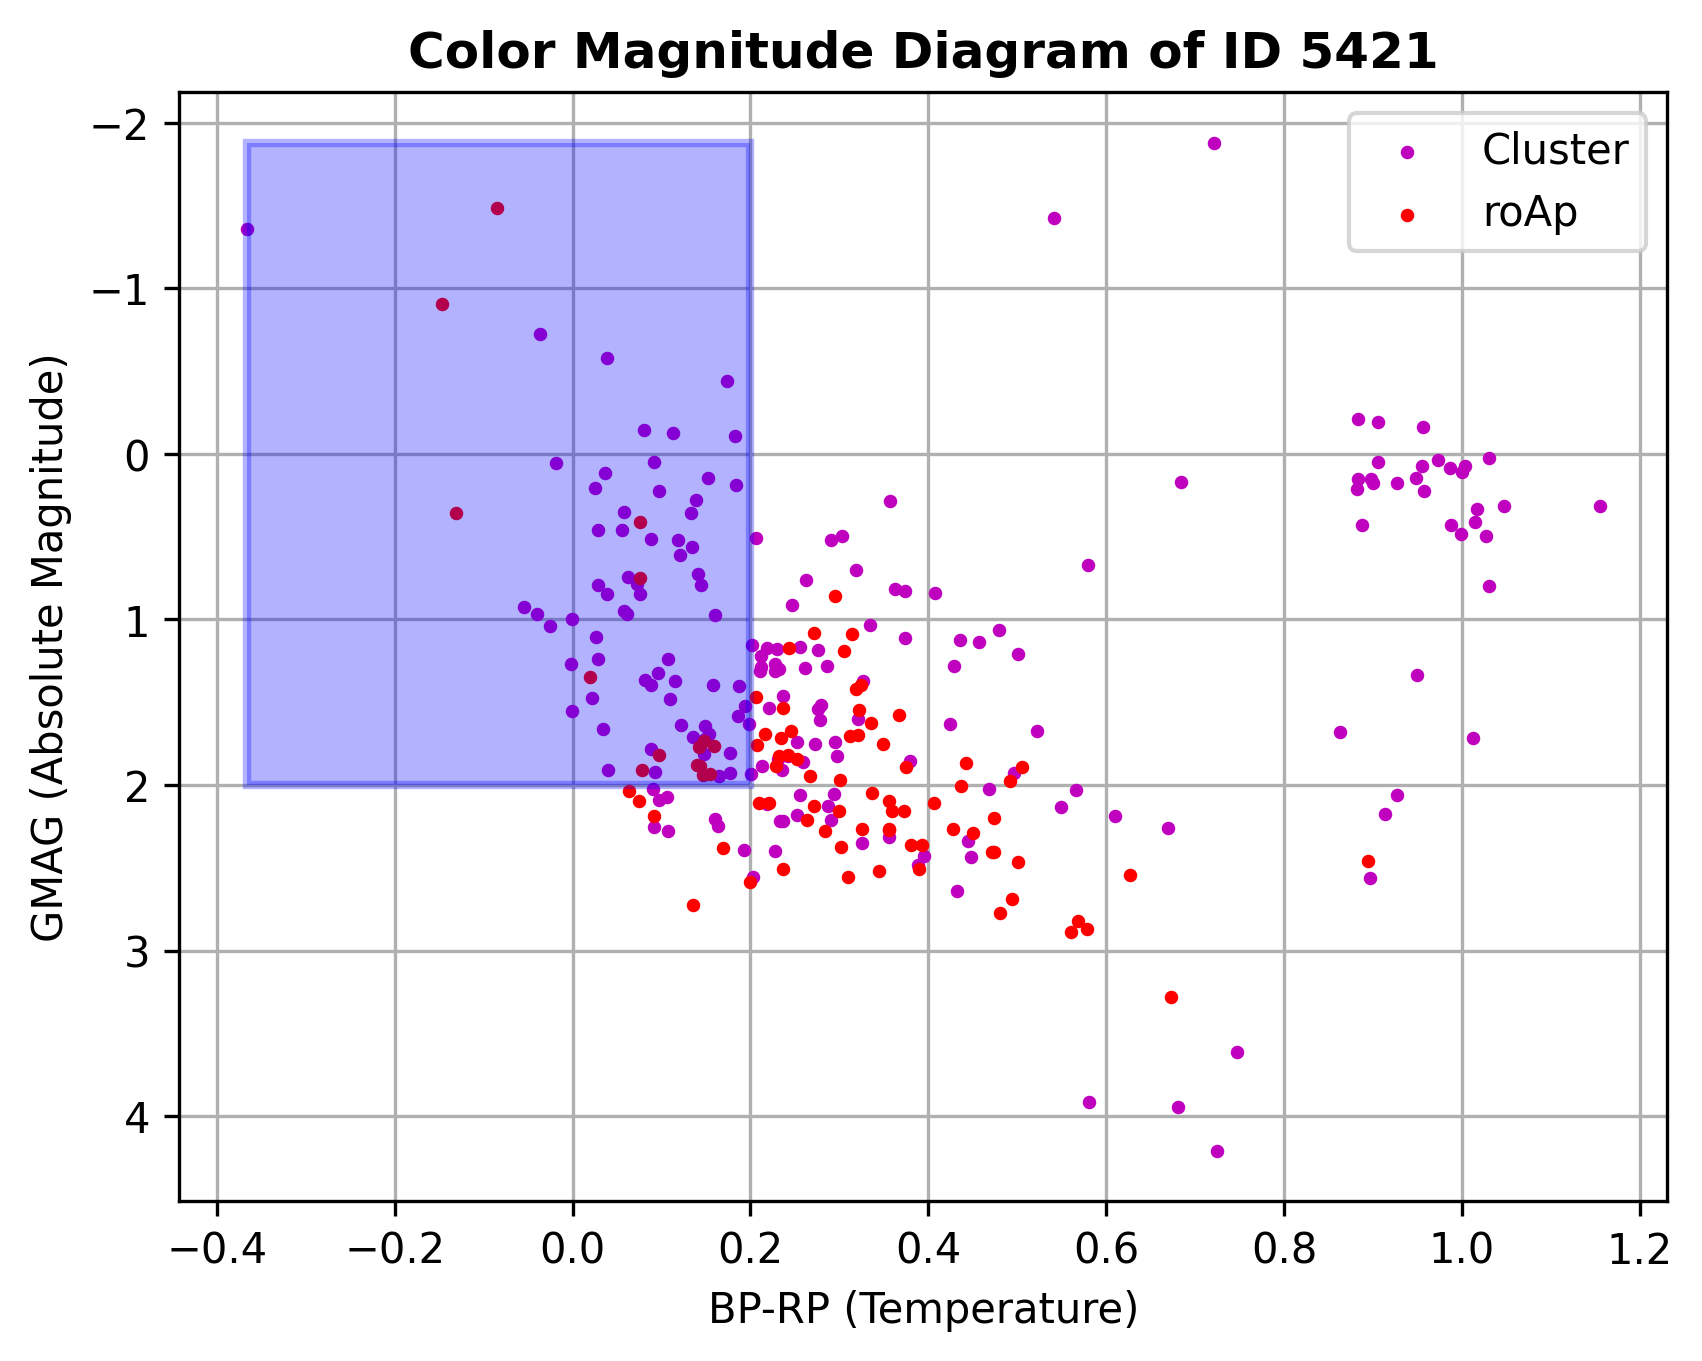 Color Magnitude Diagram of ID 5421
Cluster
roAp
GMAG (Absolute Magnitude)
−2
−1
0
1
2
3
4
−0.4 −0.2 0.0 0.2 0.4 0.6 0.8 1.0 1.2
BP-RP (Temperature)